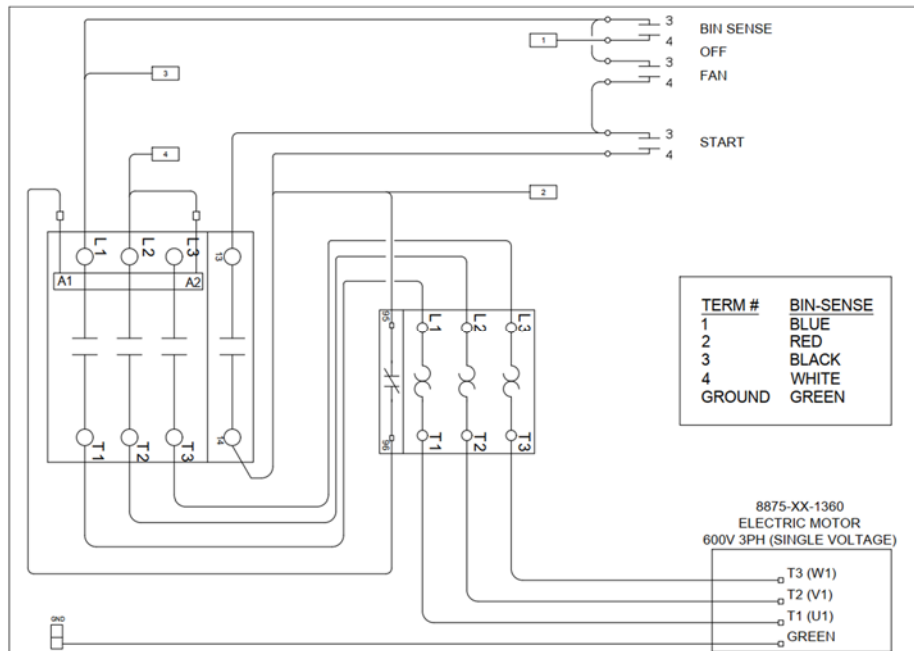 3 BIN SENSE
1 4
OFF
3
4 FAN
3
3 START
4
4
2
L1 L2 L3 13
A1 A2
95 L1 L2 L3
TERM # BIN-SENSE
1 BLUE
2 RED
3 BLACK
4 WHITE
GROUND GREEN
T1 T2 T3 14
96 T1 T2 T3
8875-XX-1360
ELECTRIC MOTOR
600V 3PH (SINGLE VOLTAGE)
T3 (W1)
T2 (V1)
T1 (U1)
GND
GREEN